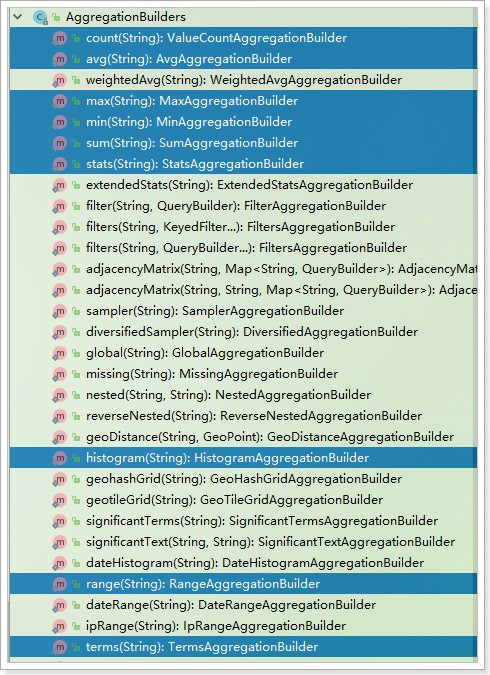 AggregationBuilders
count(String): ValueCountAggregationBuilder
avg(String): AvgAggregationBuilder
weightedAvg(String): WeightedAvgAggregationBuilder
max(String): MaxAggregationBuilder
min(String): MinAggregationBuilder
sum(String): SumAggregationBuilder
stats(String): StatsAggregationBuilder
extendedStats(String): ExtendedStatsAggregationBuilder
filter(String, QueryBuilder): FilterAggregationBuilder
filters(String, KeyedFilter...): FiltersAggregationBuilder
filters(String, QueryBuilder...): FiltersAggregationBuilder
adjacencyMatrix(String, Map<String, QueryBuilder>): AdjacencyMat
adjacencyMatrix(String, String, Map<String, QueryBuilder>): Adjace
sampler(String): SamplerAggregationBuilder
diversifiedSampler(String): DiversifiedAggregationBuilder
global(String): GlobalAggregationBuilder
missing(String): MissingAggregationBuilder
nested(String, String): NestedAggregationBuilder
reverseNested(String): ReverseNestedAggregationBuilder
geoDistance(String, GeoPoint): GeoDistanceAggregationBuilder
histogram(String): HistogramAggregationBuilder
geohashGrid(String): GeoHashGridAggregationBuilder
geotileGrid(String): GeoTileGridAggregationBuilder
significantTerms(String): SignificantTermsAggregationBuilder
significantText(String, String): SignificantTextAggregationBuilder
dateHistogram(String): DateHistogramAggregationBuilder
range(String): RangeAggregationBuilder
dateRange(String): DateRangeAggregationBuilder
ipRange(String): IpRangeAggregationBuilder
terms(String): TermsAggregationBuilder